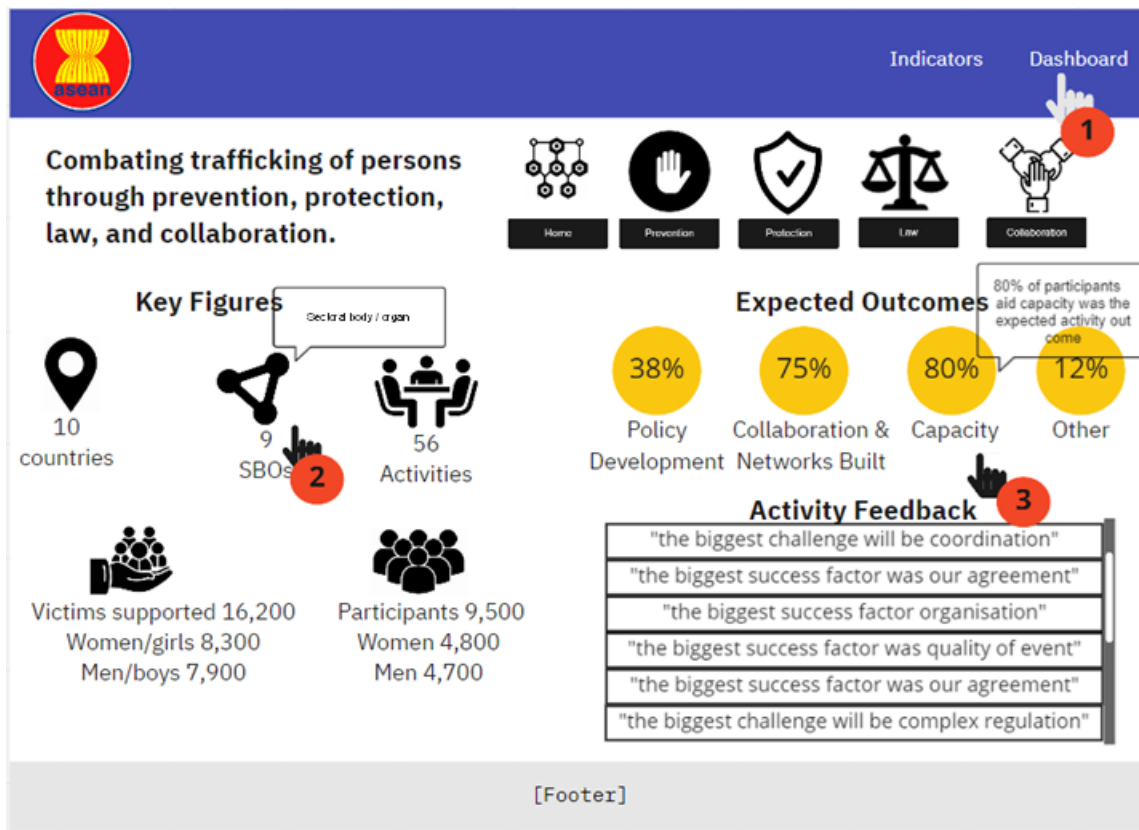 asean
Indicators
Dashboard
1
Combating trafficking of persons
through prevention, protection,
law, and collaboration.
Home
Prevention
Protection
Law
Collaboration
Key Figures
Sectoral body / organ
10
countries
9
SBOs
2
56
Activities
Victims supported 16,200
Women/girls 8,300
Men/boys 7,900
Participants 9,500
Women 4,800
Men 4,700
Expected Outcomes
80% of participants
aid capacity was the
expected activity out
come
38%
Policy
Development
75%
Collaboration &
Networks Built
80%
Capacity
12%
Other
3
Activity Feedback
"the biggest challenge will be coordination"
"the biggest success factor was our agreement"
"the biggest success factor organisation"
"the biggest success factor was quality of event"
"the biggest success factor was our agreement"
"the biggest challenge will be complex regulation"
[Footer]